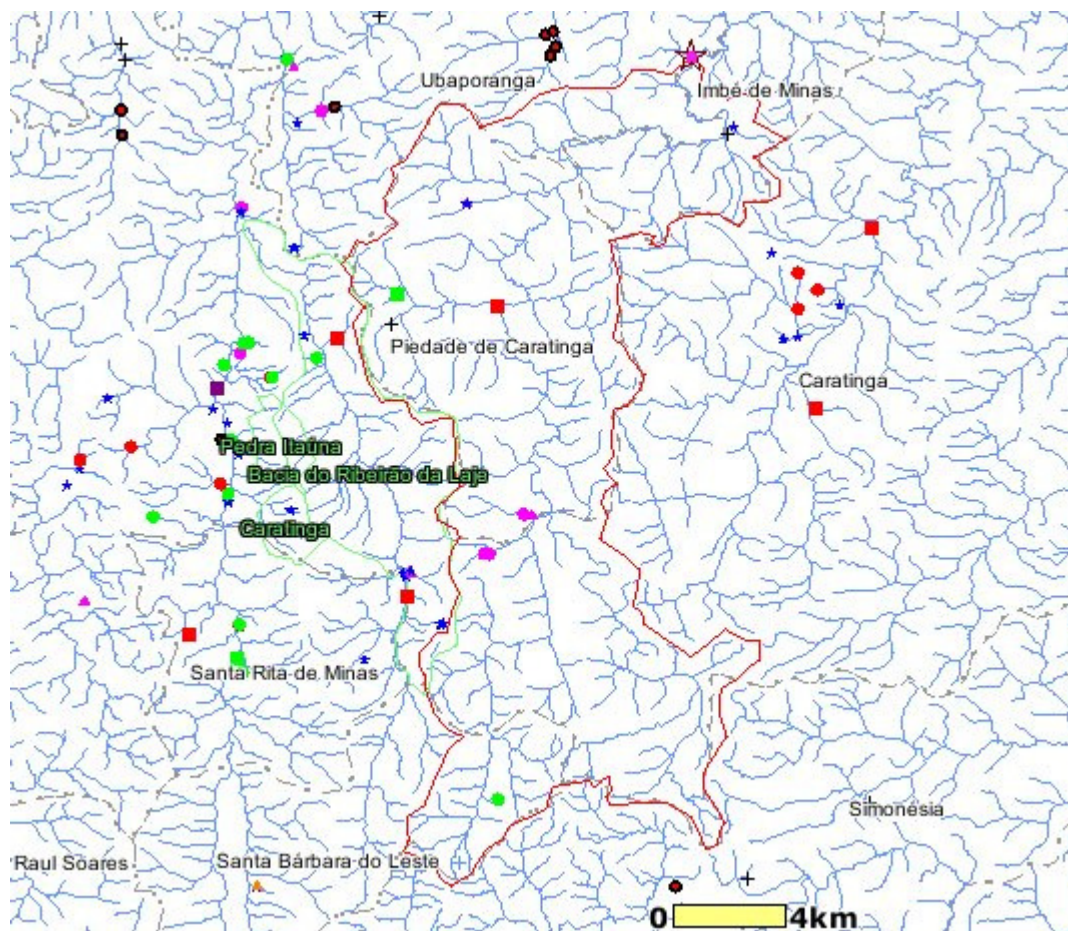 Ubaporanga
Imbé de Minas
Piedade de Caratinga
Caratinga
Pedra Itaúna
Bacia do Ribeirão da Laje
Caratinga
Santa Rita de Minas
Simonésia
Raul Soares
Santa Bárbara do Leste
0 4km